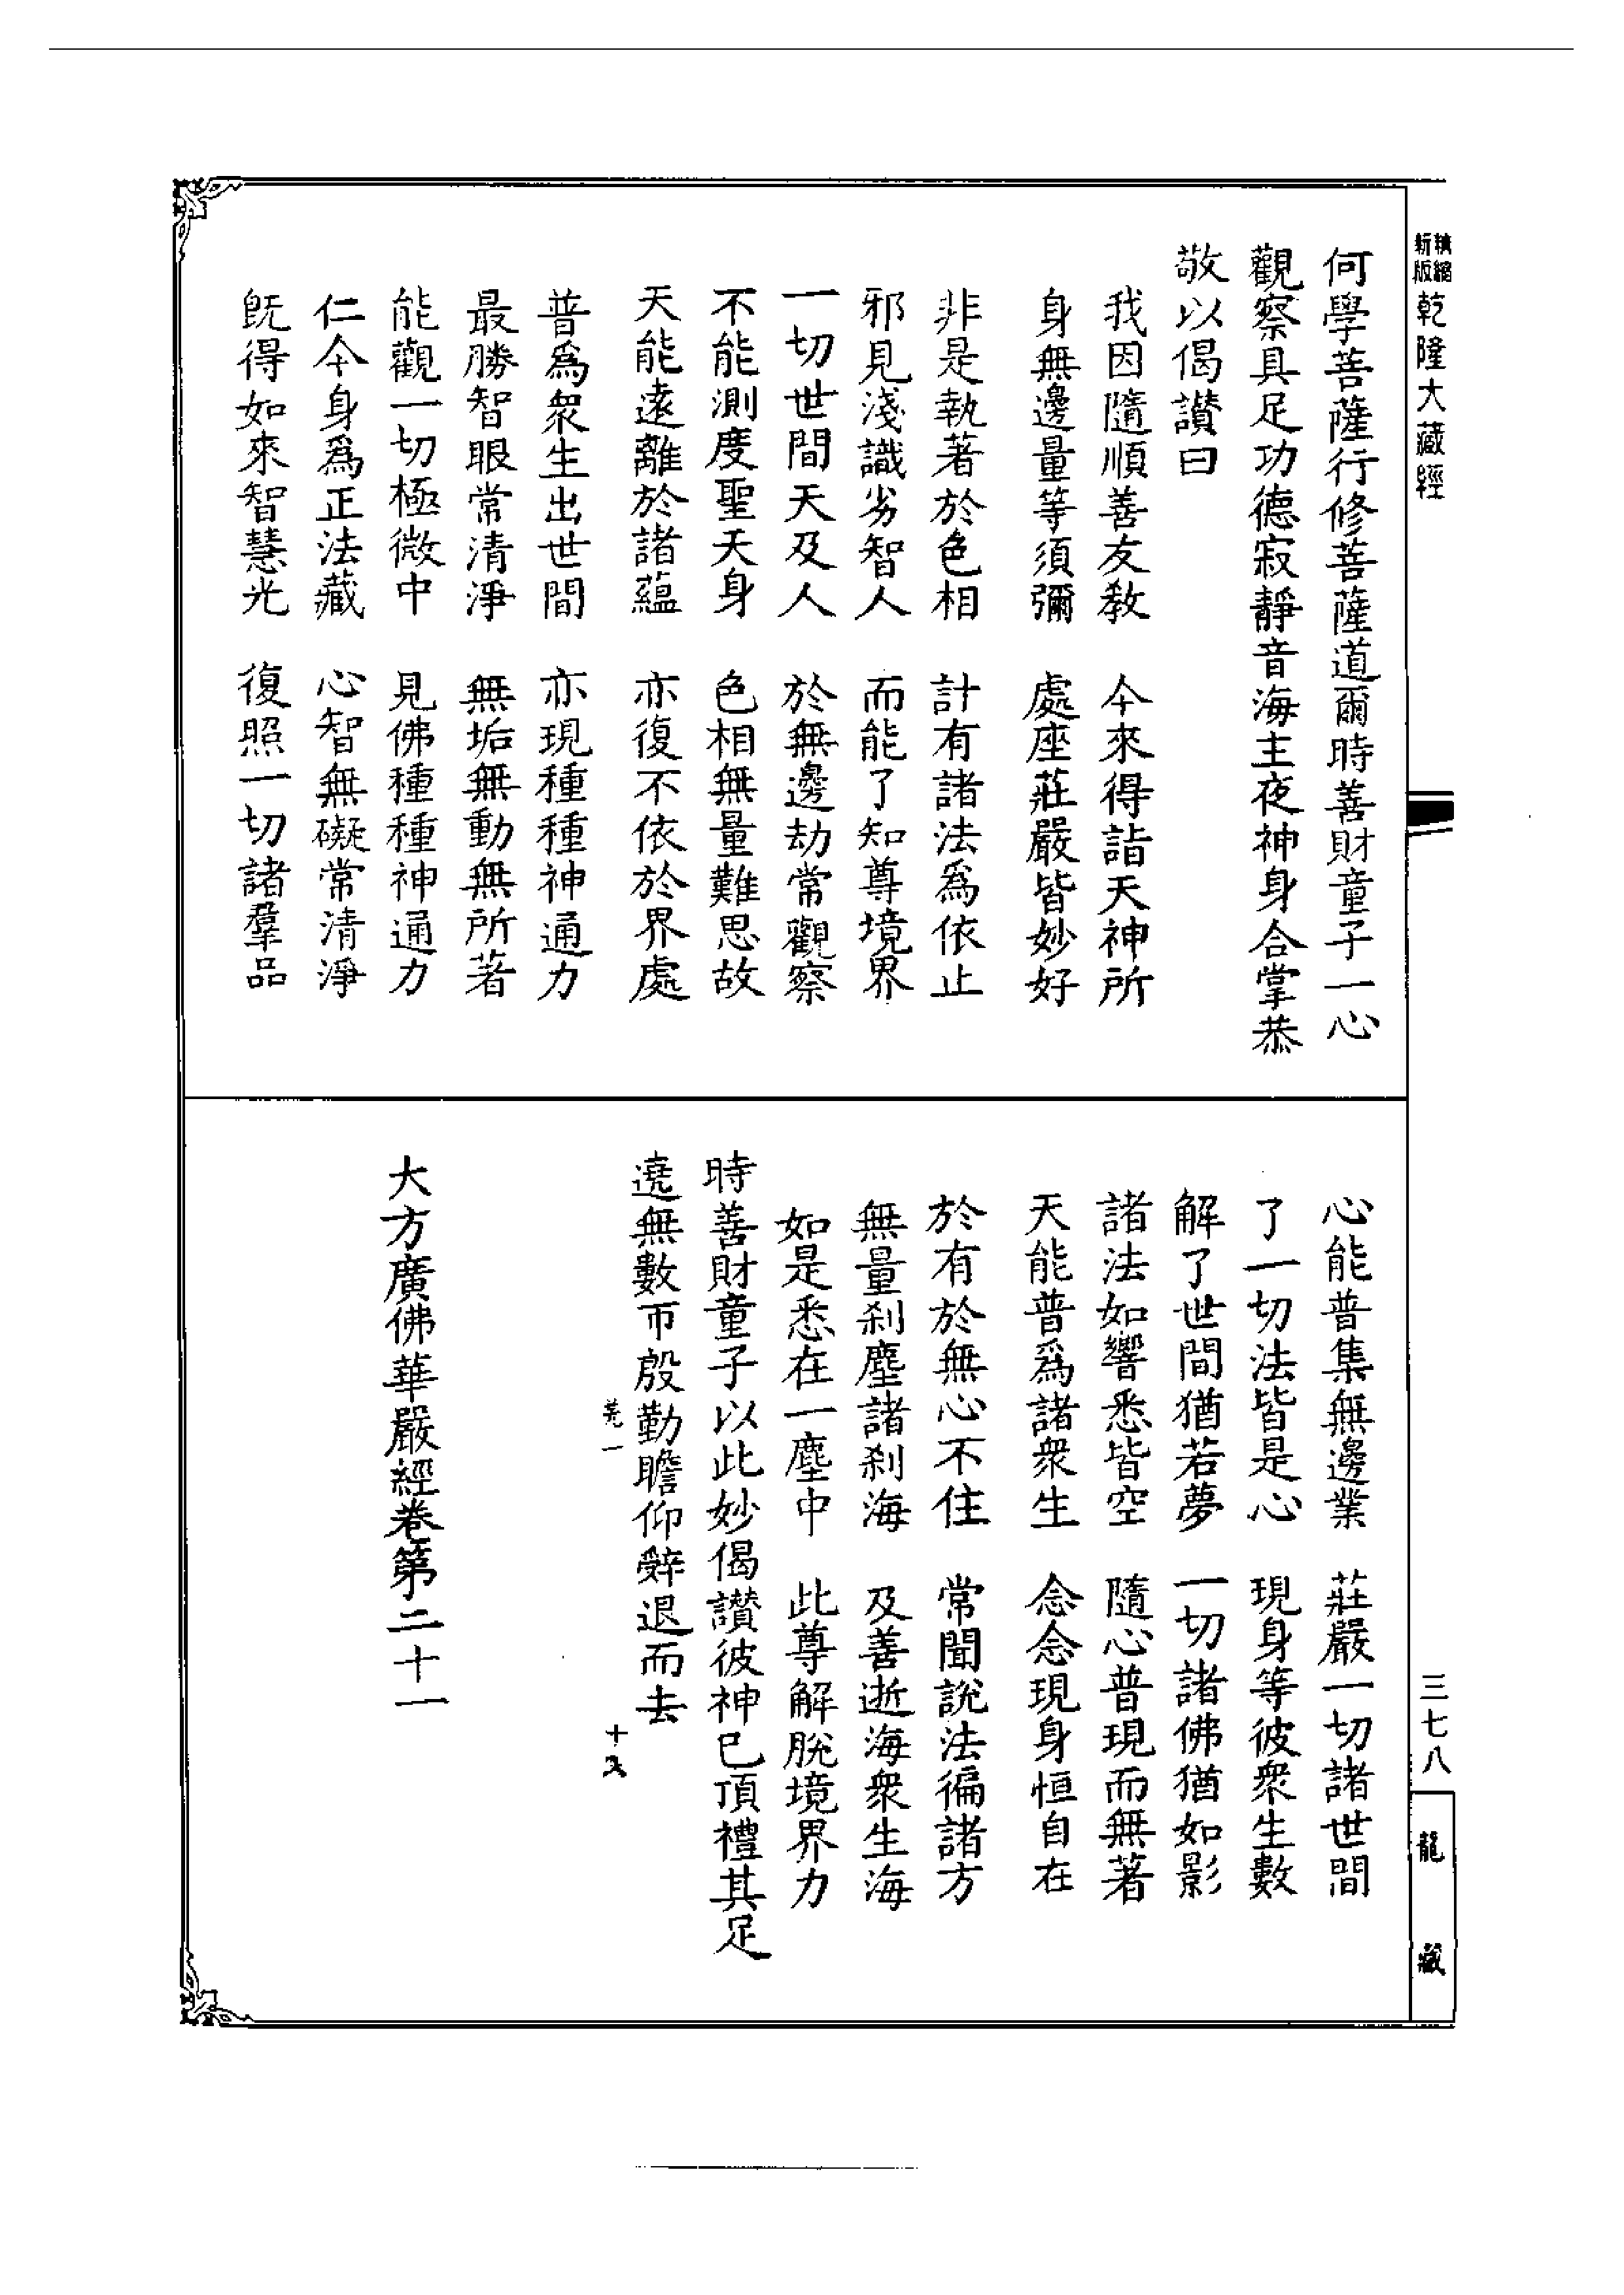 精縮
新版
乾隆大藏經
何學菩薩行修菩薩道爾時善財童子一心
觀察具足功德寂靜音海主夜神身合掌恭
敬以偈讃曰
我因隨順善友教　今來得詣天神所
身無邊量等須彌　處座莊嚴皆妙好
非是執著於色相　計有諸法為依止
邪見淺識劣智人　而能了知尊境界
一切世間天及人　於無邊劫常觀察
不能測度聖天身　色相無量難思故
天能遠離於諸蘊　亦復不依於界處
普為衆生出世間　亦現種種神通力
最勝智眼常清淨　無垢無動無所著
能觀一切極微中　見佛種種神通力
仁今身為正法藏　心智無礙常清淨
既得如來智慧光　復照一切諸羣品
心能普集無邊業　莊嚴一切諸世間
了一切法皆是心　現身等彼衆生數
解了世間猶若夢　一切諸佛猶如影
諸法如響悉皆空　隨心普現而無著
天能普為諸衆生　念念現身恒自在
於有於無心不住　常聞說法徧諸方
無量剎塵諸剎海　及善逝海衆生海
如是悉在一塵中　此尊解脫境界力
時善財童子以此妙偈讃彼神已頂禮其足
遶無數帀殷勤瞻仰辭退而去
大方廣佛華嚴經卷第二十一
三七八
龍藏